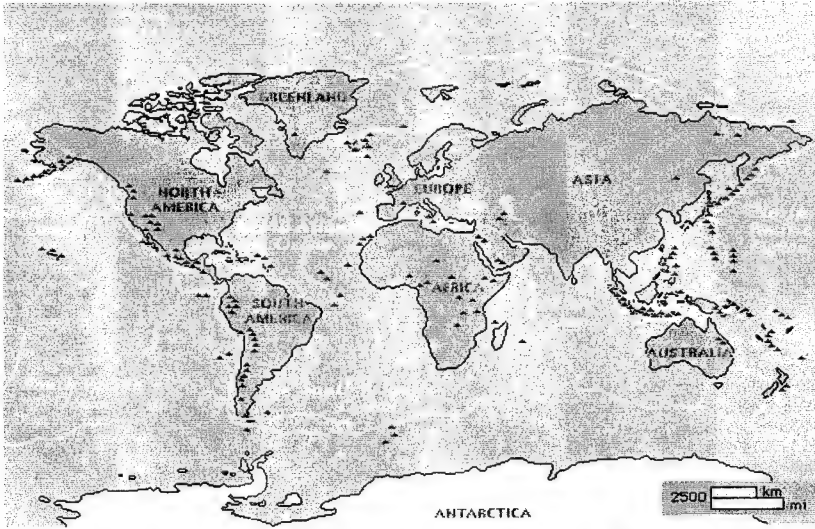 GREENLAND
NORTH
AMERICA
EUROPE
ASIA
AFRICA
SOUTH
AMERICA
AUSTRALIA
ANTARCTICA
2500 km
mi